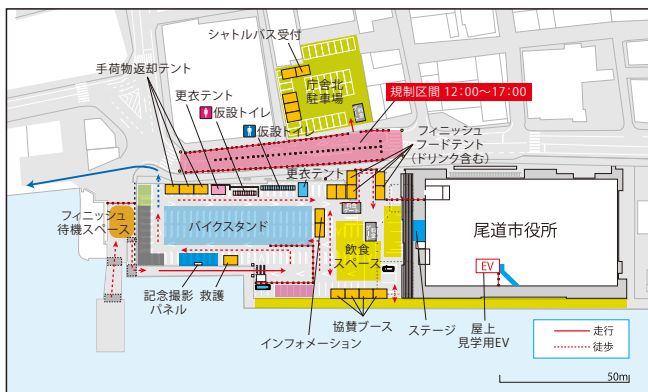 シャトルバス受付
手荷物返却テント
庁舎北
駐車場
更衣テント
規制区間 12:00〜17:00
仮設トイレ
仮設トイレ
フィニッシュ
フードテント
(ドリンク含む)
更衣テント
フィニッシュ
待機スペース
バイクスタンド
飲食
スペース
尾道市役所
EV
記念撮影
パネル
救護
インフォメーション
協賛ブース
ステージ
屋上
見学用EV
走行
徒歩
50m